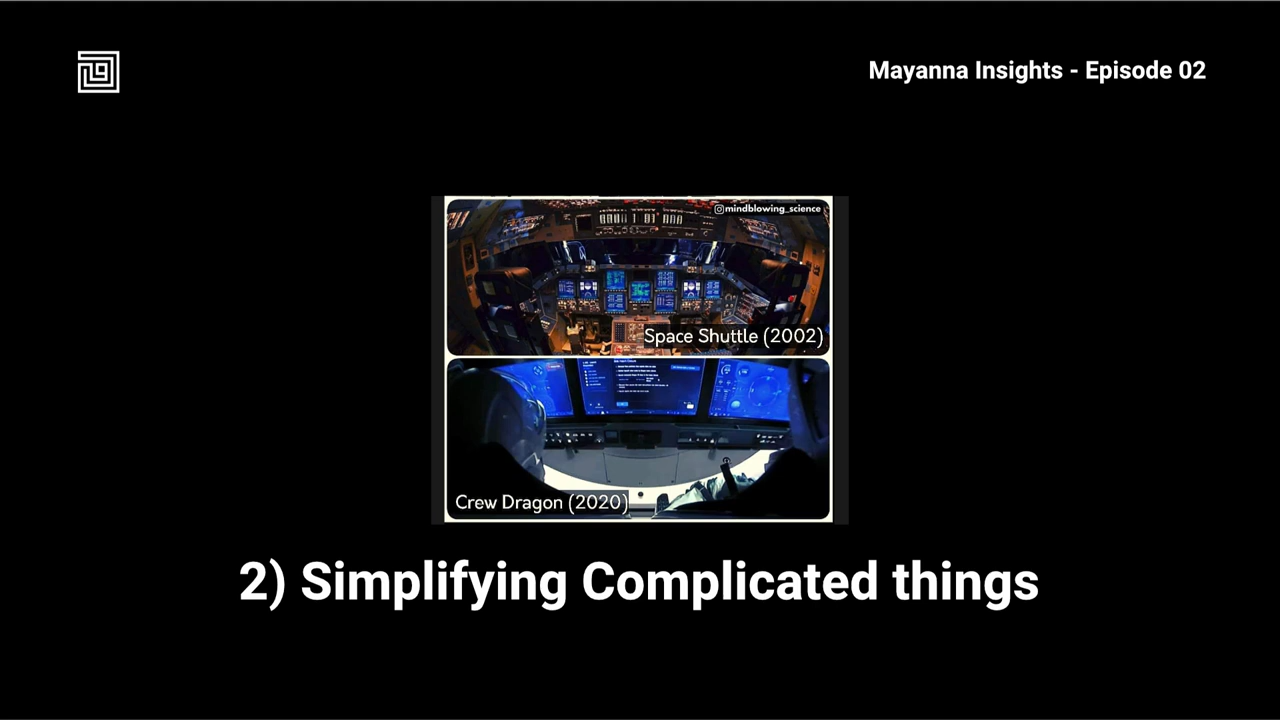 Mayanna Insights - Episode 02
mindblowing_science
Space Shuttle (2002)
Crew Dragon (2020)
2) Simplifying Complicated things